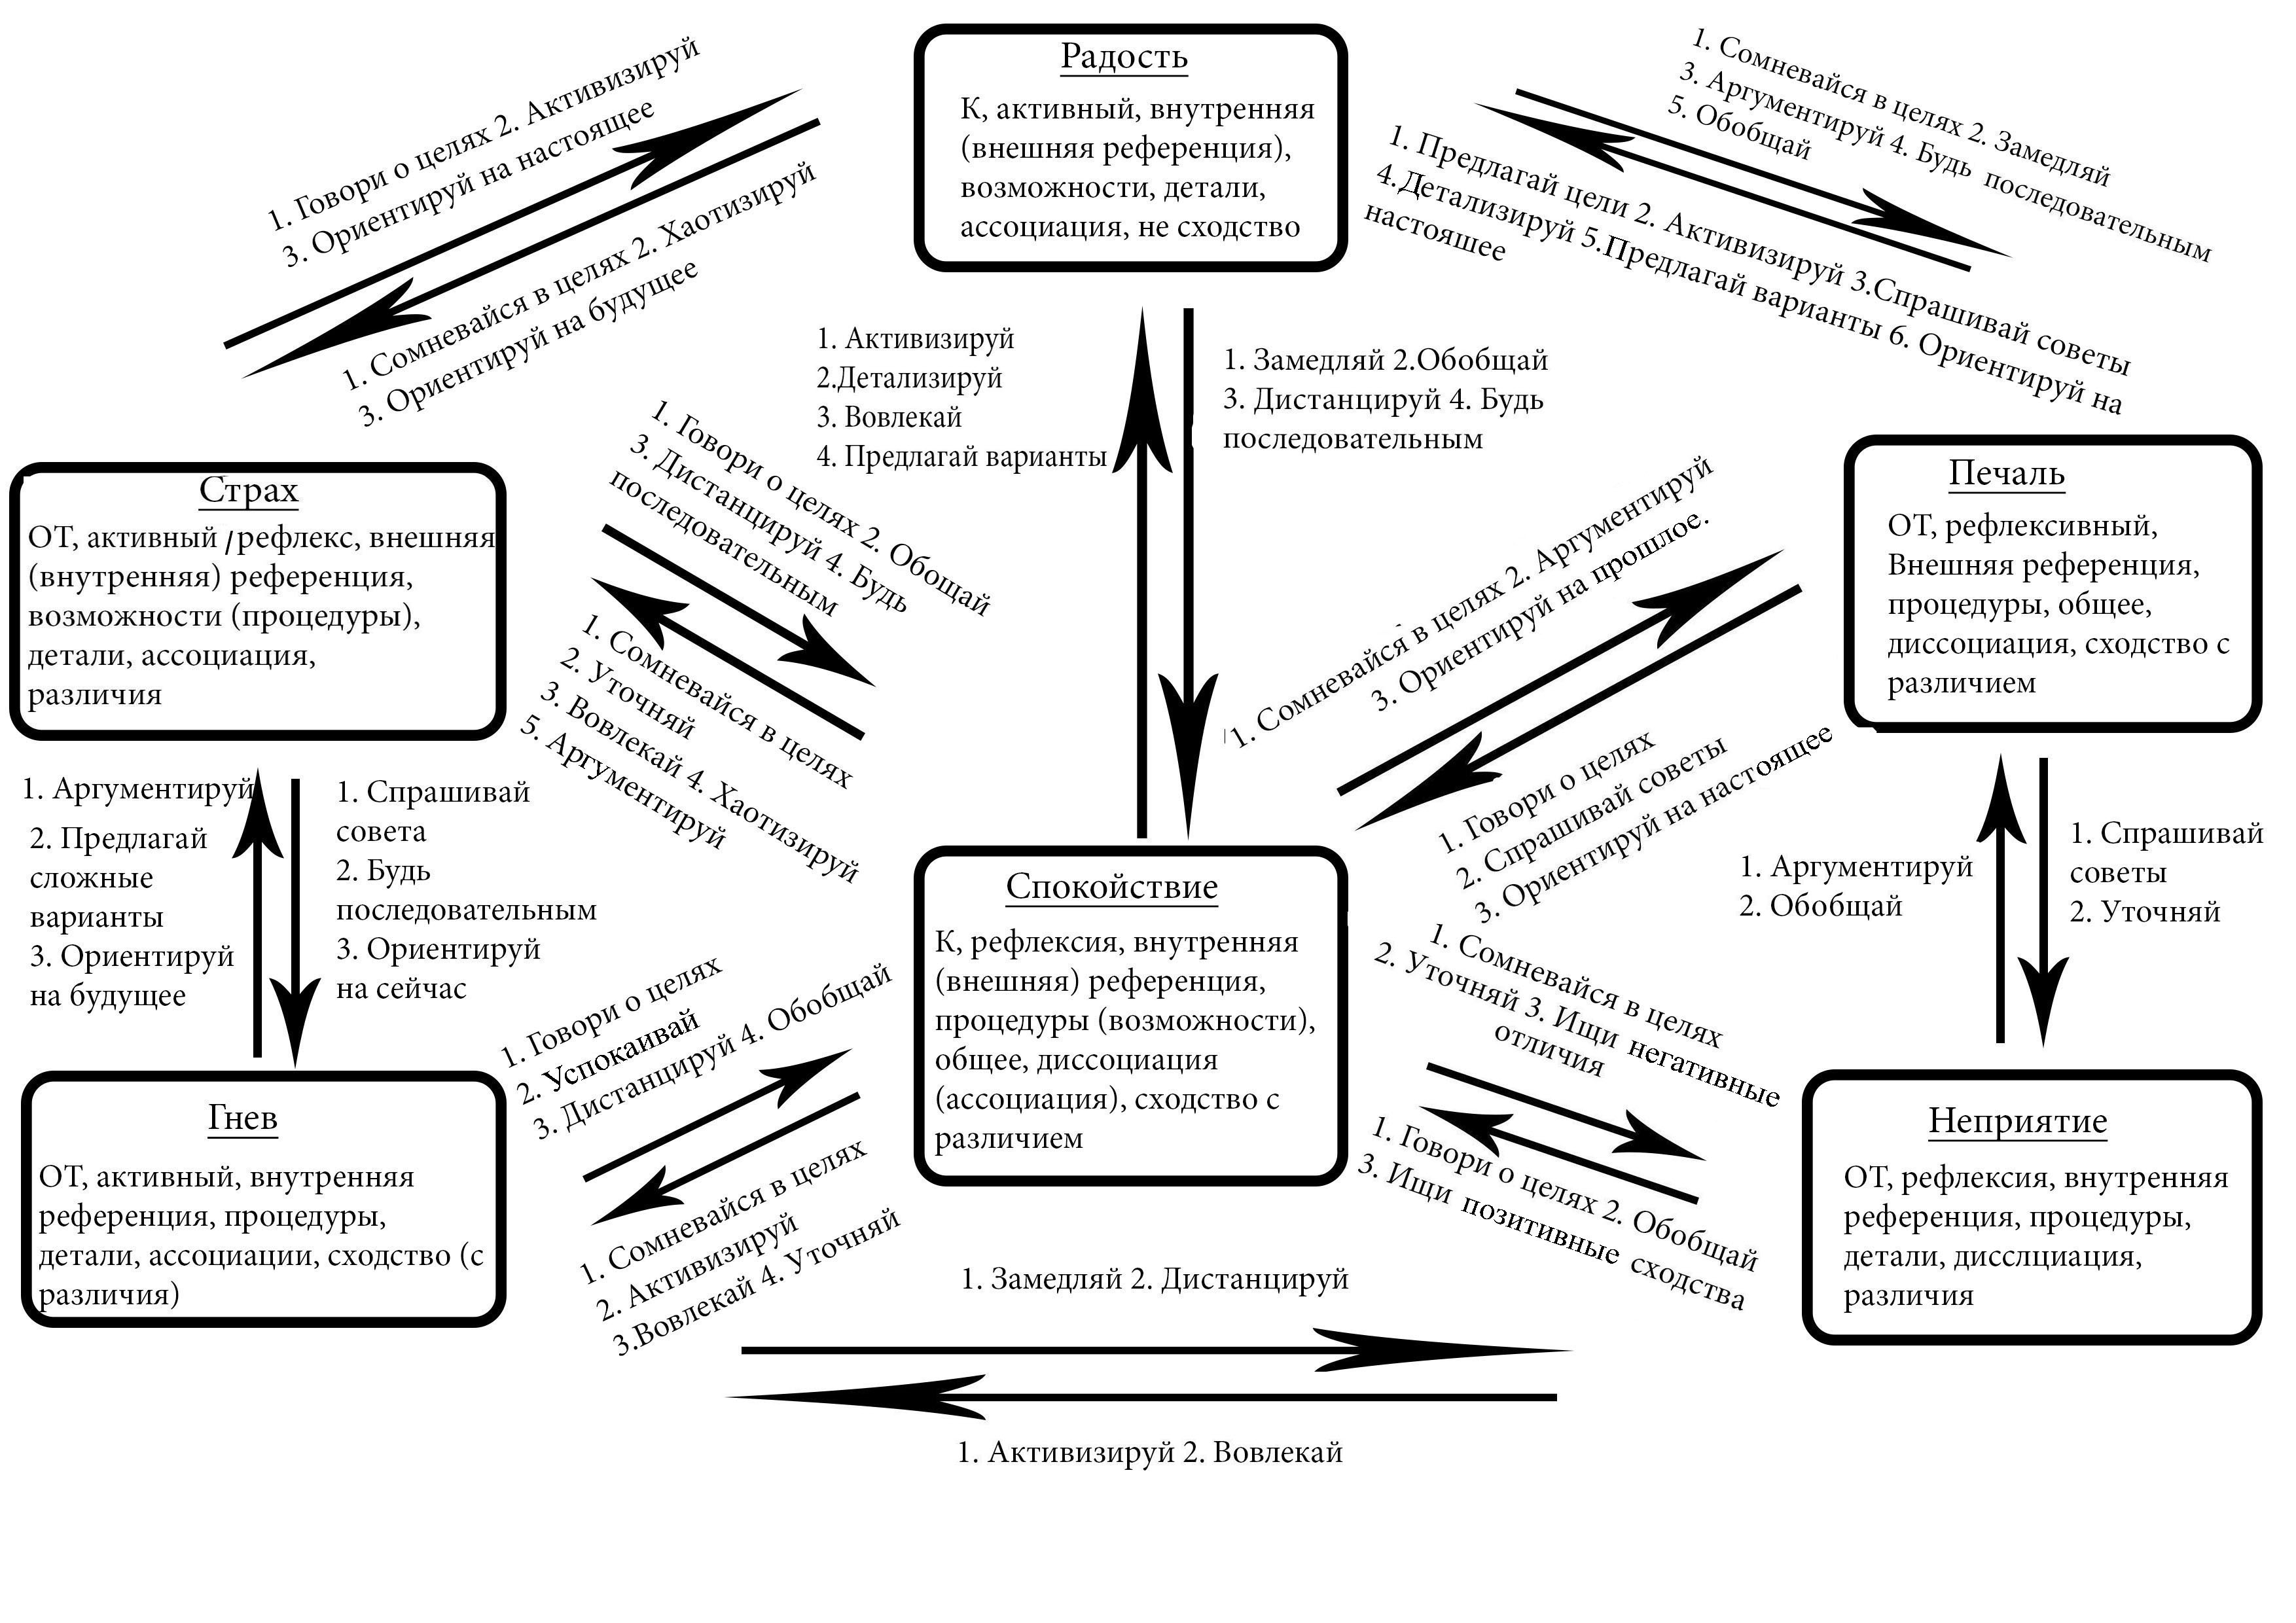 Радость
К, активный, внутренняя
(внешняя референция),
возможности, детали,
ассоциация, не сходство
1. Говори о целях 2. Активизируй
3. Ориентируй на настоящее
1. Сомневайся в целях 2. Хаотизируй
3. Ориентируй на будущее
1. Сомневайся в целях 2. Замедляй
3. Аргументируй 4. Будь последовательным
5. Обобщай
1. Предлагай цели 2. Активизируй 3.Спрашивай советы
4.Детализируй 5.Предлагай варианты 6. Ориентируй на
настоящее
1. Активизируй
2.Детализируй
3. Вовлекай
4. Предлагай варианты
1. Замедляй 2.Обобщай
3. Дистанцируй 4. Будь
последовательным
Страх
ОТ, активный /рефлекс, внешняя
(внутренняя) референция,
возможности (процедуры),
детали, ассоциация,
различия
1. Говори о целях 2. Обощай
3. Дистанцируй 4. Будь
последовательным
1. Сомневайся в целях
2. Уточняй
3. Вовлекай 4. Хаотизируй
5. Аргументируй
1. Сомневайся в целях 2. Аргументируй
3. Ориентируй на прошлое.
1. Говори о целях
2. Спрашивай советы
3. Ориентируй на настоящее
Печаль
ОТ, рефлексивный,
Внешняя референция,
процедуры, общее,
диссоциация, сходство с
различием
1. Аргументируй
2. Предлагай
сложные
варианты
3. Ориентируй
на будущее
1. Спрашивай
совета
2. Будь
последовательным
3. Ориентируй
на сейчас
Спокойствие
К, рефлексия, внутренняя
(внешняя) референция,
процедуры (возможности),
общее, диссоциация
(ассоциация), сходство с
различием
1. Аргументируй
2. Обобщай
1. Спрашивай
советы
2. Уточняй
1. Говори о целях
2. Успокаивай
3. Дистанцируй 4. Обобщай
1. Сомневайся в целях
2. Активизируй
3.Вовлекай 4. Уточняй
1. Сомневайся в целях
2. Уточняй 3. Ищи негативные
отличия
1. Говори о целях 2. Обобщай
3. Ищи позитивные сходства
Гнев
ОТ, активный, внутренняя
референция, процедуры,
детали, ассоциации, сходство (с
различия)
Неприятие
ОТ, рефлексия, внутренняя
референция, процедуры,
детали, дисслциация,
различия
1. Замедляй 2. Дистанцируй
1. Активизируй 2. Вовлекай